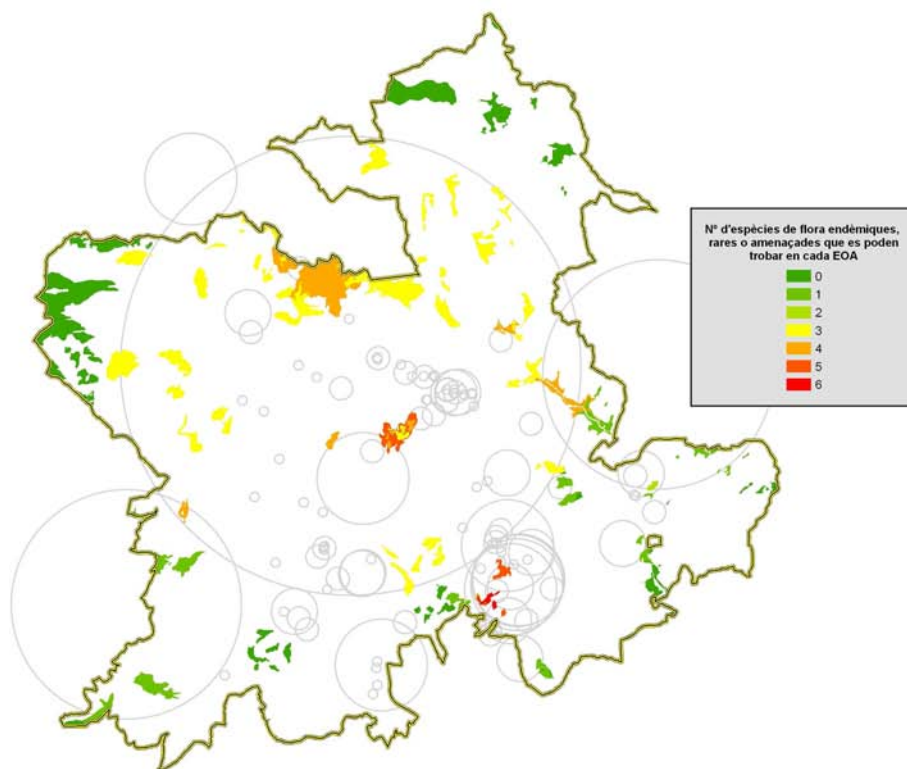 Nº d'espècies de flora endèmiques,
rares o amenaçades que es poden
trobar en cada EOA
0
1
2
3
4
5
6